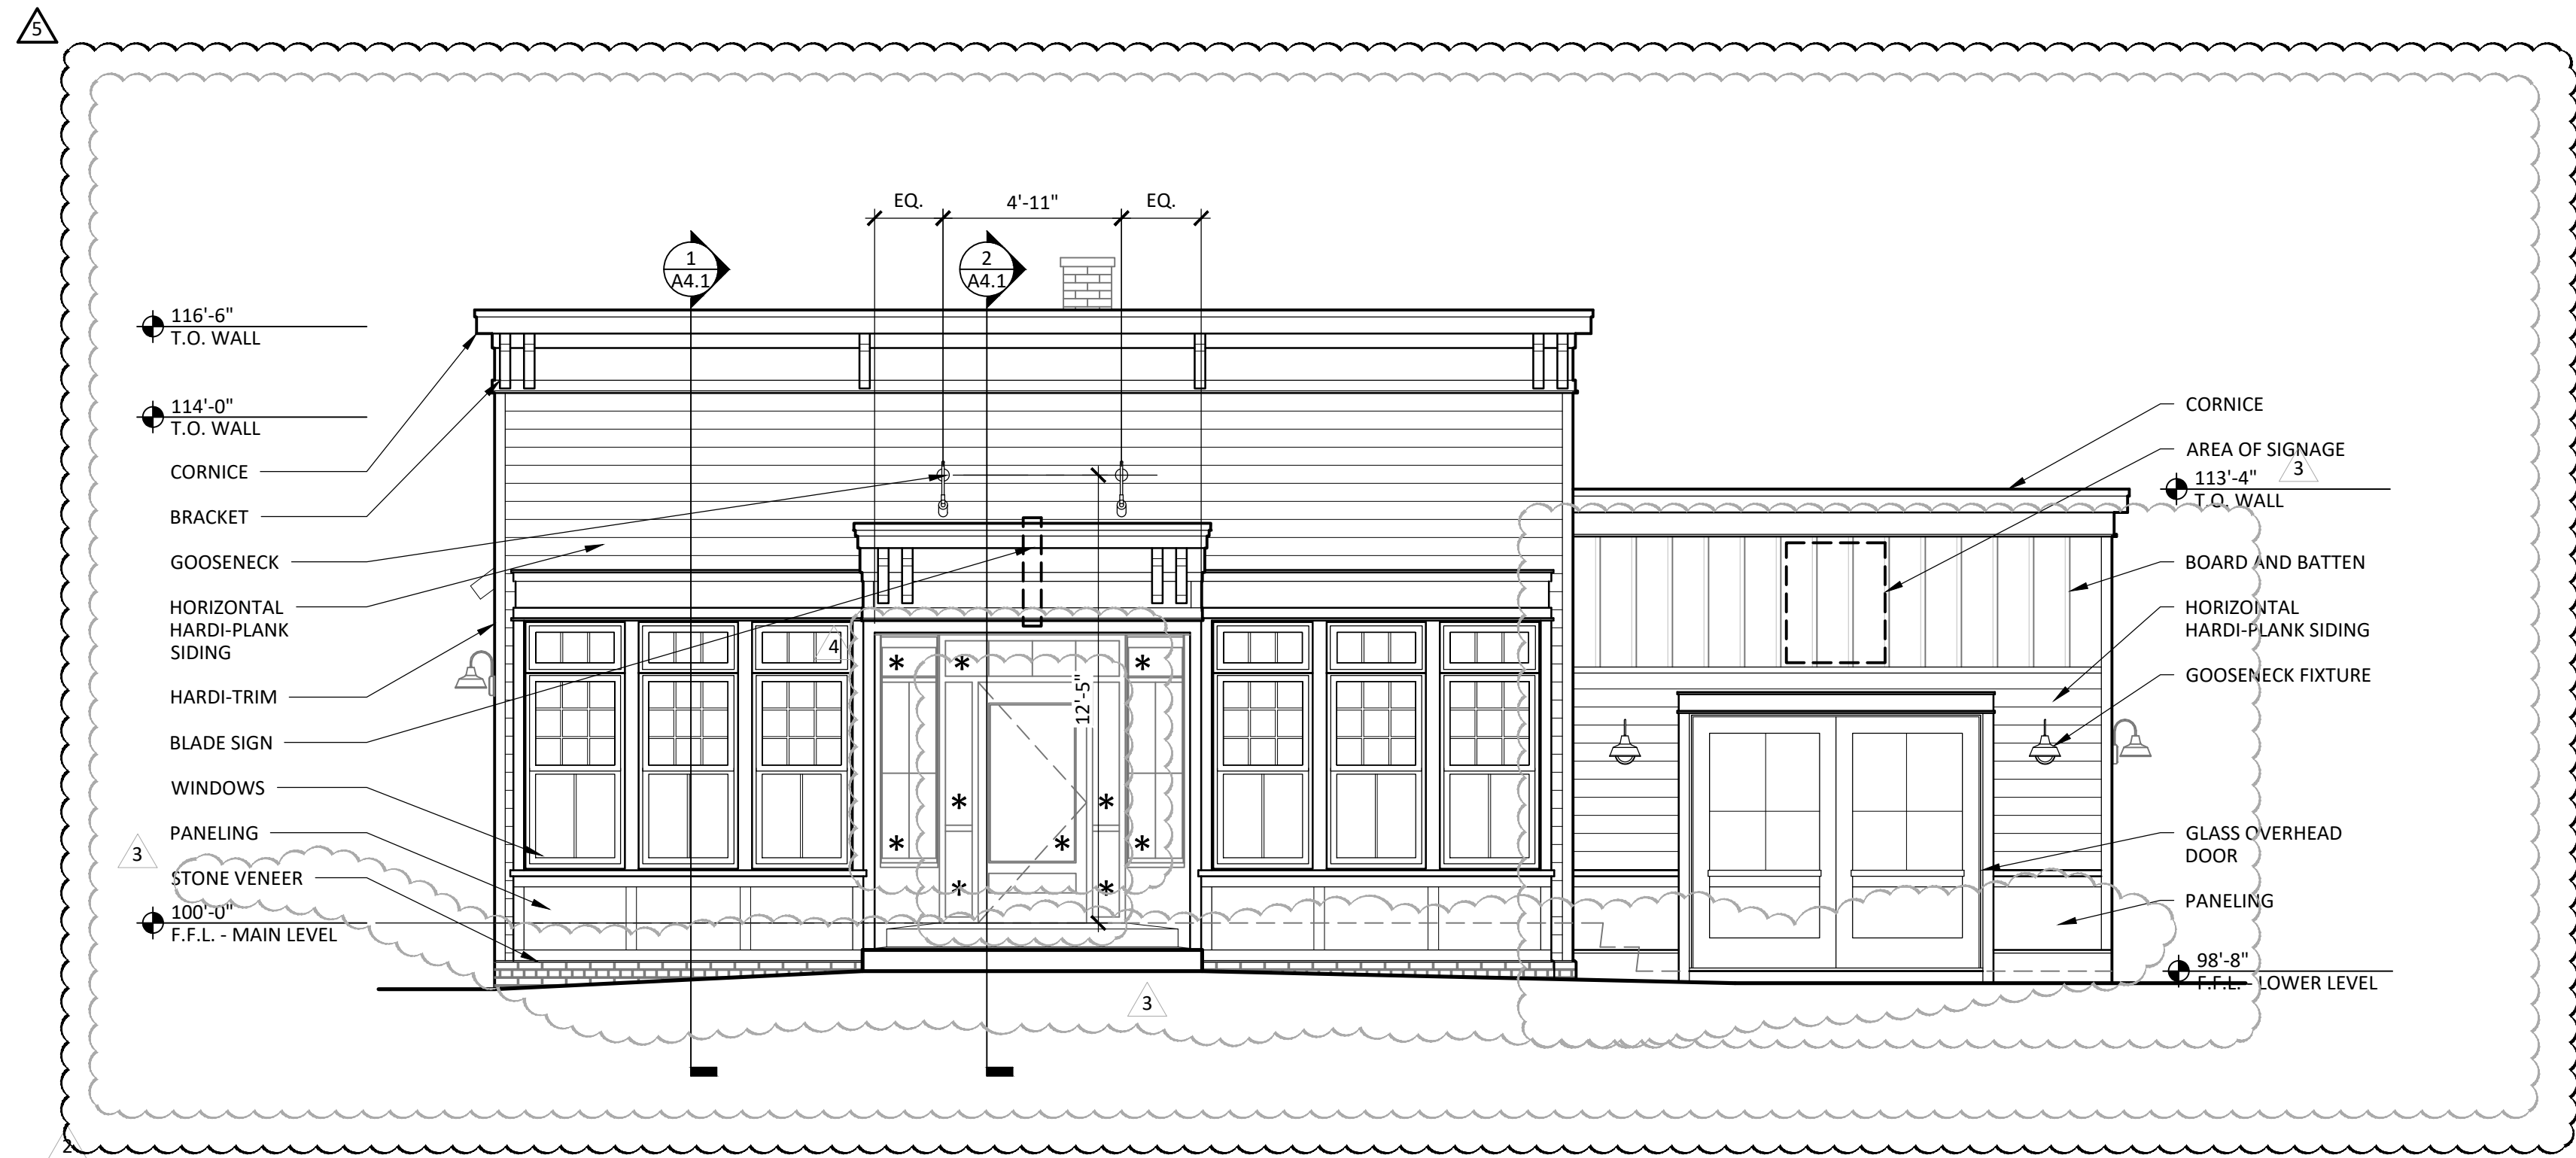 5
EQ.
4'-11"
EQ.
1
A4.1
2
A4.1
116'-6"
T.O. WALL
114'-0"
T.O. WALL
CORNICE
BRACKET
GOOSENECK
HORIZONTAL
HARDI-PLANK
SIDING
HARDI-TRIM
BLADE SIGN
WINDOWS
PANELING
3
STONE VENEER
100'-0"
F.F.L. - MAIN LEVEL
4
*
*
*
12'-5"
*
*
*
*
*
*
*
3
CORNICE
AREA OF SIGNAGE
3
113'-4"
T.O. WALL
BOARD AND BATTEN
HORIZONTAL
HARDI-PLANK SIDING
GOOSENECK FIXTURE
GLASS OVERHEAD
DOOR
PANELING
98'-8"
F.F.L. - LOWER LEVEL
2